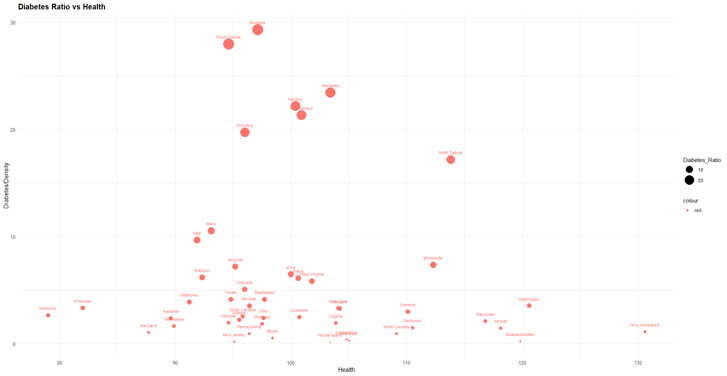 Diabetes Ratio vs Health
30
Montana
South Dakota
Nebraska
Kansas
20
Wyoming
North Dakota
Diabetes/Density
Diabetes_Ratio
10
20
colour
red
10
Idaho
Utah
Arizona
Minnesota
Iowa
Missouri
West Virginia
Colorado
Texas
Mississippi
Oklahoma
Nevada
Arkansas
Washington
Kentucky
Vermont
Alabama
South Carolina
Ohio
Louisiana
Wisconsin
Tennessee
Virginia
California
Hawaii
Pennsylvania
Maryland
North Carolina
New Hampshire
Illinois
New Jersey
Rhode Island
Massachusetts
0
80
90
100
110
120
130
Health